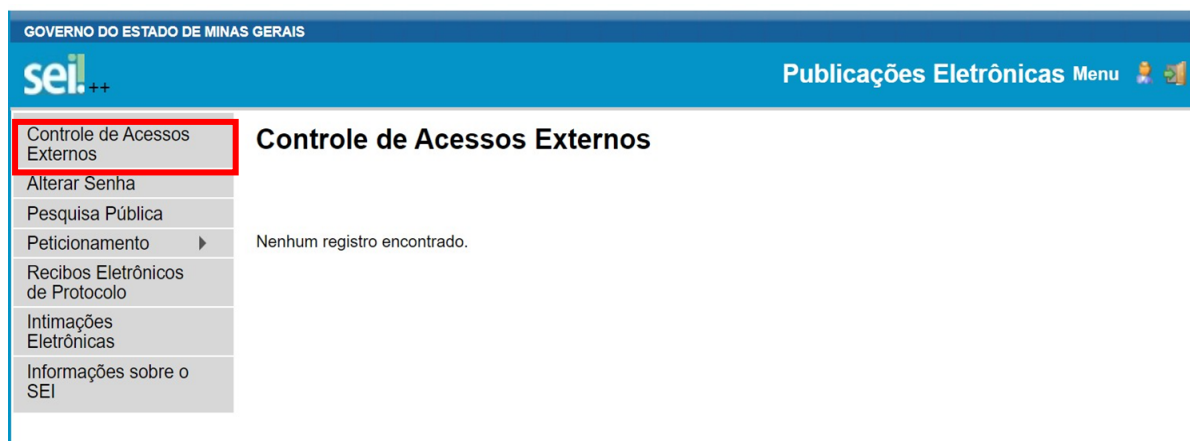 GOVERNO DO ESTADO DE MINAS GERAIS
sei! ++
Publicações Eletrônicas Menu
Controle de Acessos
Externos
Alterar Senha
Pesquisa Pública
Peticionamento
Recibos Eletrônicos
de Protocolo
Intimações
Eletrônicas
Informações sobre o
SEI
Controle de Acessos Externos
Nenhum registro encontrado.